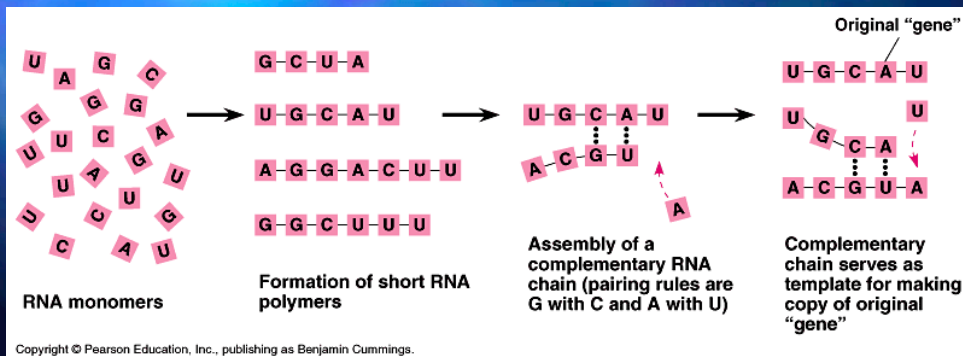 U A G C
G G G
U U C A
A G U
U U
U C G
C A U
RNA monomers
G-C-U-A
U-G-C-A-U
A-G-G-A-C-U-U
G-G-C-U-U-U
Formation of short RNA
polymers
U-G-C-A-U
A-C-G-U
A
Assembly of a
complementary RNA
chain (pairing rules are
G with C and A with U)
Original “gene”
U-G-C-A-U
U-G-C-A
U
A-C-G-U-A
Complementary
chain serves as
template for making
copy of original
“gene”
Copyright © Pearson Education, Inc., publishing as Benjamin Cummings.